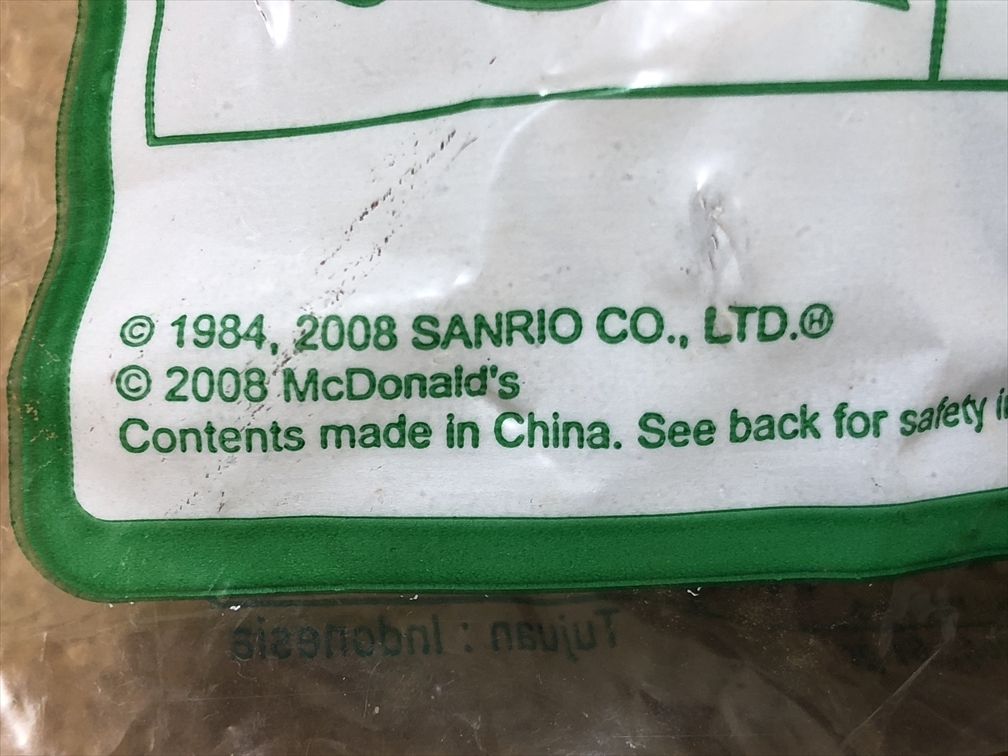 © 1984, 2008 SANRIO CO., LTD.Ⓗ
© 2008 McDonald's
Contents made in China. See back for safety
Tujuan : Indonesia